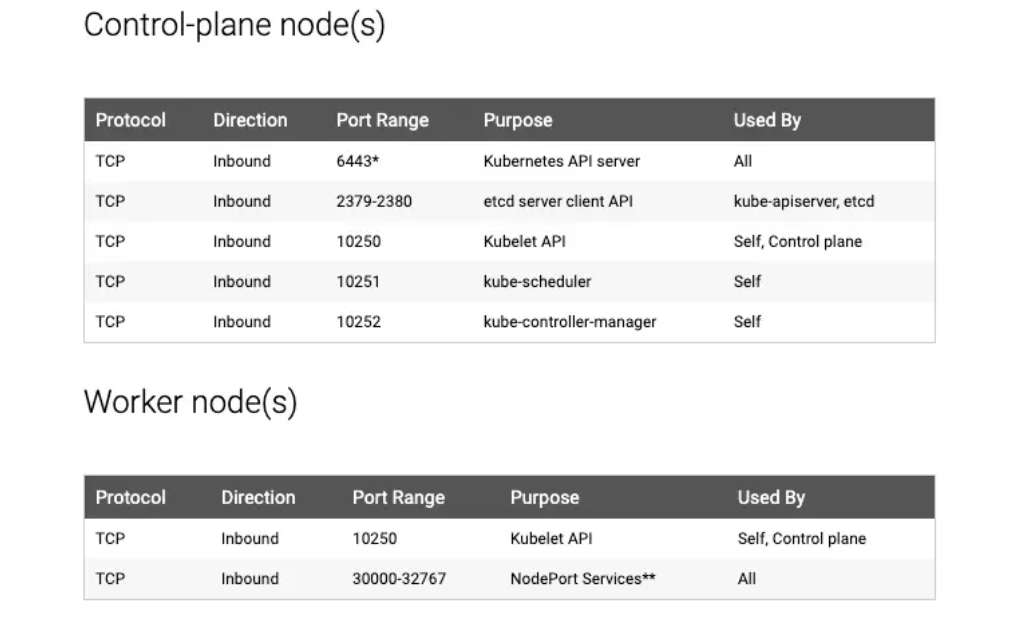 Control-plane node(s)
Protocol Direction Port Range Purpose Used By
TCP Inbound 6443* Kubernetes API server All
TCP Inbound 2379-2380 etcd server client API kube-apiserver, etcd
TCP Inbound 10250 Kubelet API Self, Control plane
TCP Inbound 10251 kube-scheduler Self
TCP Inbound 10252 kube-controller-manager Self
Worker node(s)
Protocol Direction Port Range Purpose Used By
TCP Inbound 10250 Kubelet API Self, Control plane
TCP Inbound 30000-32767 NodePort Services** All